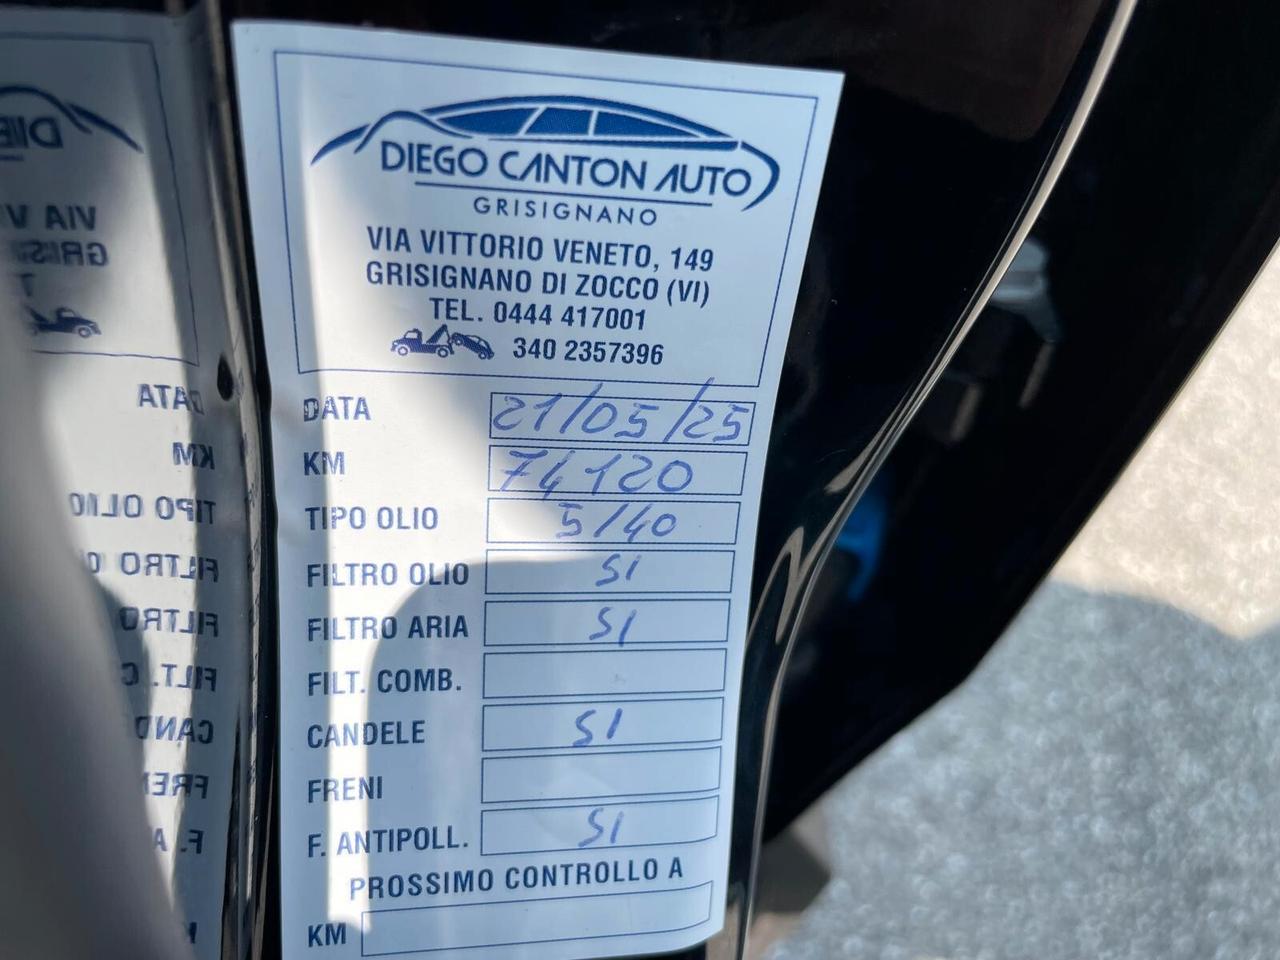 DIEGO CANTON AUTO
GRISIGNANO
VIA VITTORIO VENETO, 149
GRISIGNANO DI ZOCCO (VI)
TEL. 0444 417001
340 2357396
DATA 21/05/25
KM 74120
TIPO OLIO 5/40
FILTRO OLIO SI
FILTRO ARIA SI
FILT. COMB.
CANDELE SI
FRENI
F. ANTIPOLL. SI
PROSSIMO CONTROLLO A
KM